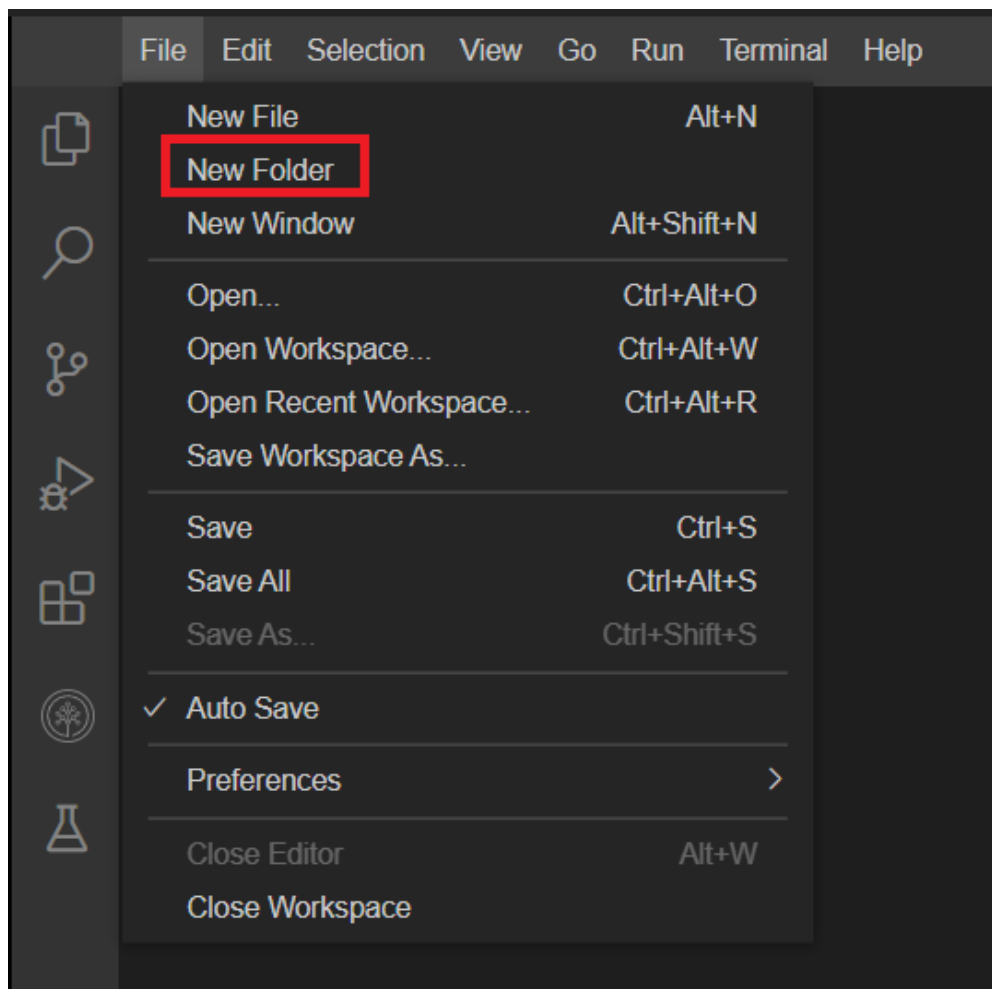 File Edit Selection View Go Run Terminal Help
New File Alt+N
New Folder
New Window Alt+Shift+N
Open... Ctrl+Alt+O
Open Workspace... Ctrl+Alt+W
Open Recent Workspace... Ctrl+Alt+R
Save Workspace As...
Save Ctrl+S
Save All Ctrl+Alt+S
Save As... Ctrl+Shift+S
Auto Save
Preferences
Close Editor Alt+W
Close Workspace